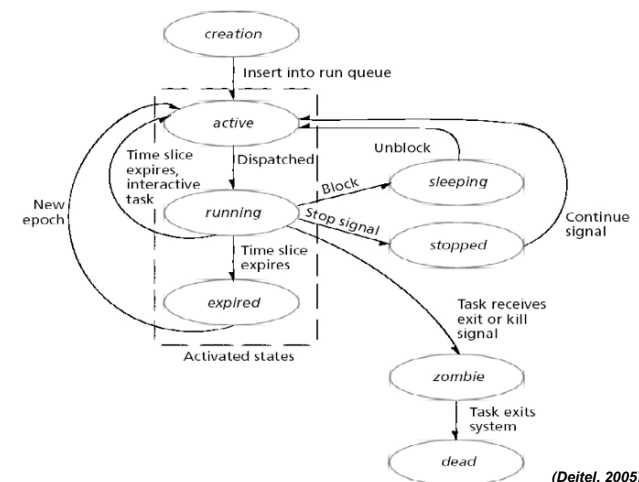 creation
Insert into run queue
active
Time slice
expires,
interactive
task
Dispatched
Unblock
Block
sleeping
New
epoch
running
Stop signal
stopped
Continue
signal
Time slice
expires
expired
Task receives
exit or kill
signal
Activated states
zombie
Task exits
system
dead
(Deitel, 2005)